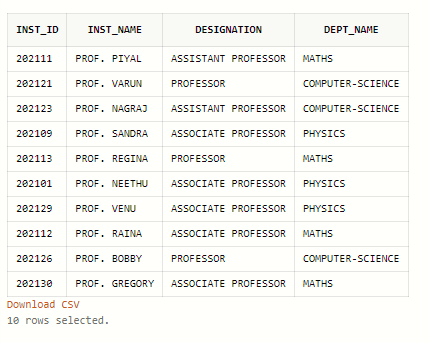 INST_ID INST_NAME DESIGNATION DEPT_NAME
202111 PROF. PIYAL ASSISTANT PROFESSOR MATHS
202121 PROF. VARUN PROFESSOR COMPUTER-SCIENCE
202123 PROF. NAGRAJ ASSISTANT PROFESSOR COMPUTER-SCIENCE
202109 PROF. SANDRA ASSOCIATE PROFESSOR PHYSICS
202113 PROF. REGINA PROFESSOR MATHS
202101 PROF. NEETHU ASSOCIATE PROFESSOR PHYSICS
202129 PROF. VENU ASSOCIATE PROFESSOR PHYSICS
202112 PROF. RAINA ASSOCIATE PROFESSOR MATHS
202126 PROF. BOBBY PROFESSOR COMPUTER-SCIENCE
202130 PROF. GREGORY ASSOCIATE PROFESSOR MATHS
Download CSV
10 rows selected.